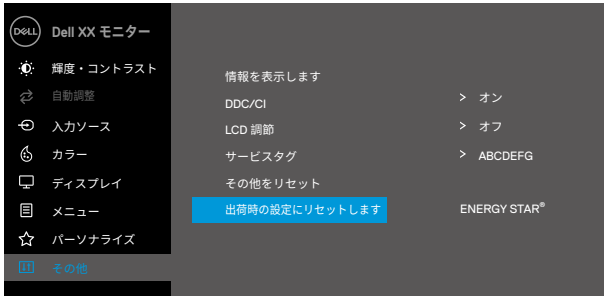 DELL Dell XX モニター
輝度・コントラスト
自動調整
入力ソース
カラー
ディスプレイ
メニュー
パーソナライズ
その他
情報を表示します
DDC/CI > オン
LCD 調節 > オフ
サービスタグ > ABCDEFG
その他をリセット
出荷時の設定にリセットします ENERGY STAR®